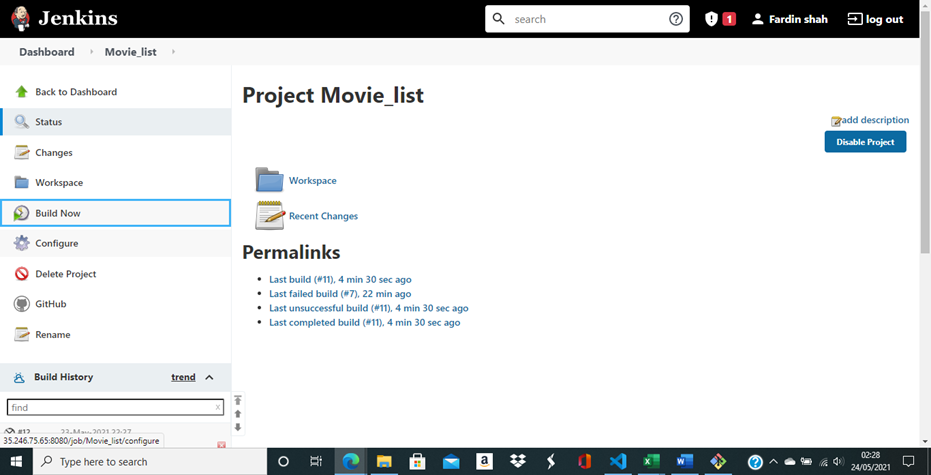 Jenkins
search
1
Fardin shah
log out
Dashboard
Movie_list
Back to Dashboard
Status
Changes
Workspace
Build Now
Configure
Delete Project
GitHub
Rename
Build History
trend
find
x
#12
23-May-2021 22:27
35.246.75.65:8080/job/Movie_list/configure
Project Movie_list
add description
Disable Project
Workspace
Recent Changes
Permalinks
Last build (#11), 4 min 30 sec ago
Last failed build (#7), 22 min ago
Last unsuccessful build (#11), 4 min 30 sec ago
Last completed build (#11), 4 min 30 sec ago
Type here to search
02:28
24/05/2021